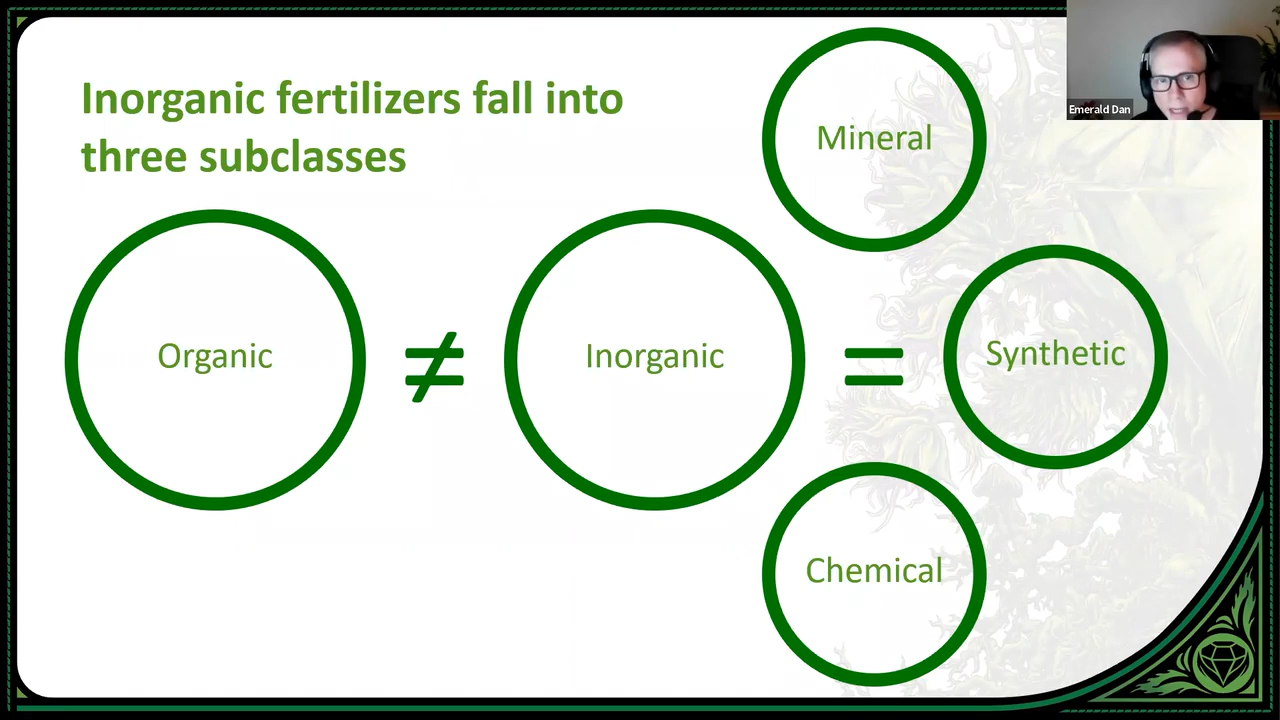 Inorganic fertilizers fall into
three subclasses
Mineral
Emerald Dan
Organic
≠
Inorganic
=
Synthetic
Chemical